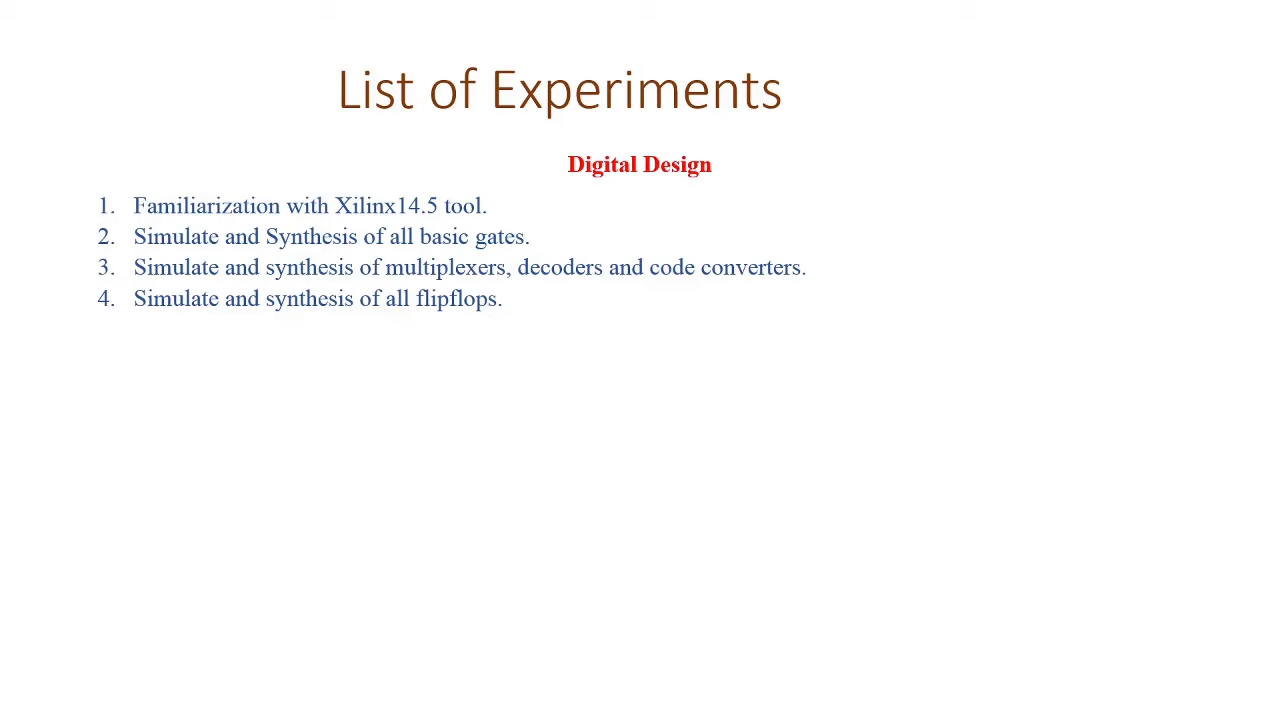 List of Experiments
Digital Design
1. Familiarization with Xilinx14.5 tool.
2. Simulate and Synthesis of all basic gates.
3. Simulate and synthesis of multiplexers, decoders and code converters.
4. Simulate and synthesis of all flipflops.